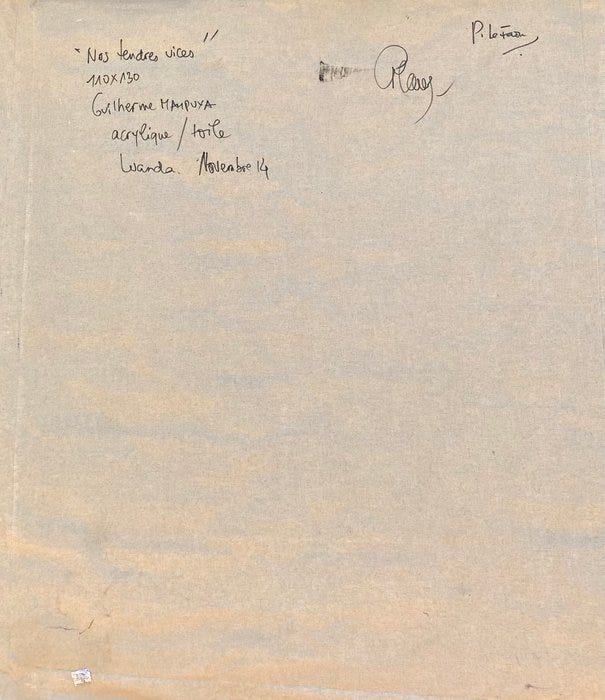 "Nos tendres vices"
110x130
Guilherme MAMPUYA
acrylique / toile
Luanda. Novembre 14